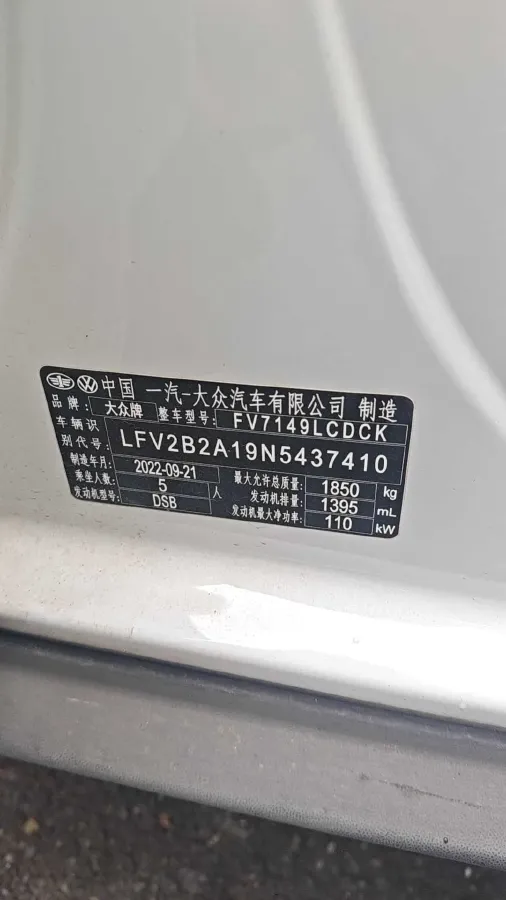 中国 一汽-大众汽车有限公司 制造
品牌: 大众牌 整车型号: FV7149LCDCK
车辆识别代号: LFV2B2A19N5437410
制造年月: 2022-09-21 最大允许总质量: 1850 kg
乘坐人数: 5 人 发动机排量: 1395 mL
发动机型号: DSB 发动机最大净功率: 110 kW